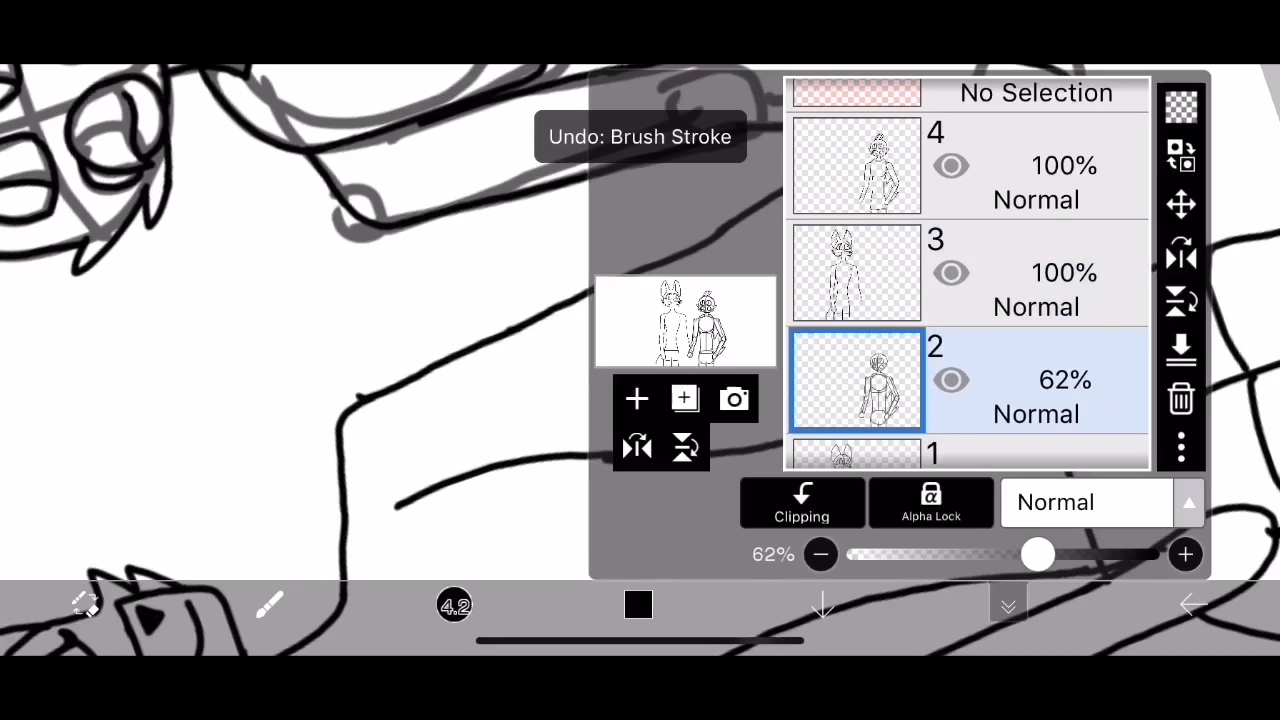 No Selection
Undo: Brush Stroke
4
100%
Normal
3
100%
Normal
2
62%
Normal
1
Clipping
α
Alpha Lock
Normal
62%
4.2